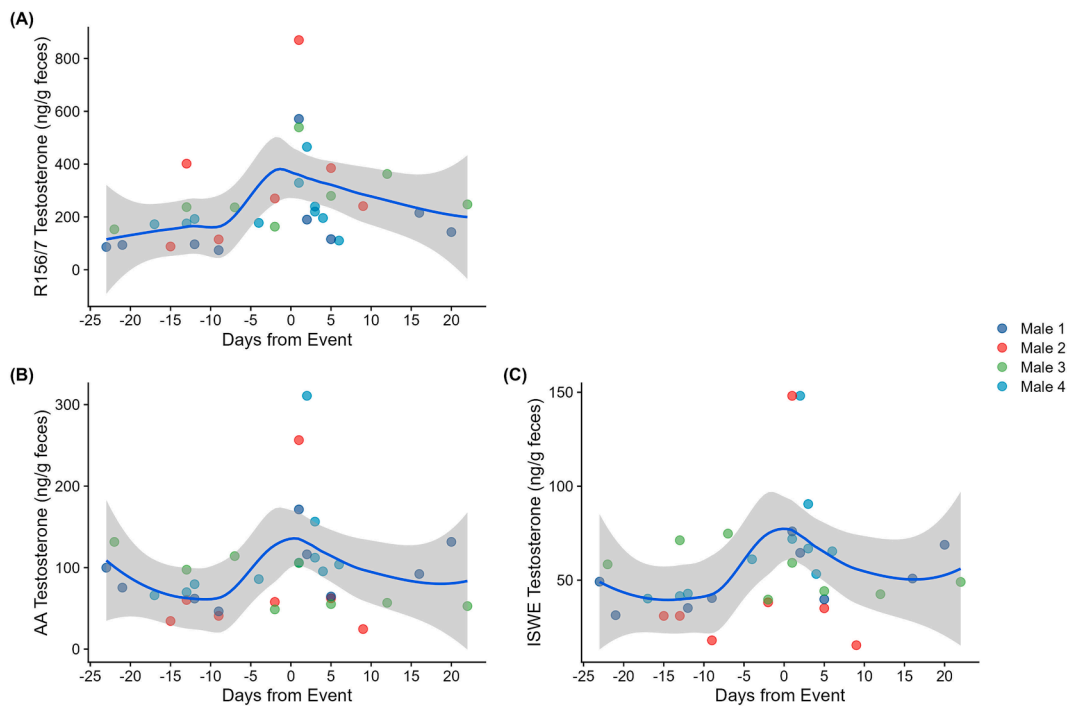 (A)
R156/7 Testosterone (ng/g feces)
800
600
400
200
0
-25 -20 -15 -10 -5 0 5 10 15 20
Days from Event
Male 1
Male 2
Male 3
Male 4
(B)
AA Testosterone (ng/g feces)
300
200
100
0
-25 -20 -15 -10 -5 0 5 10 15 20
Days from Event
(C)
ISWE Testosterone (ng/g feces)
150
100
50
-25 -20 -15 -10 -5 0 5 10 15 20
Days from Event